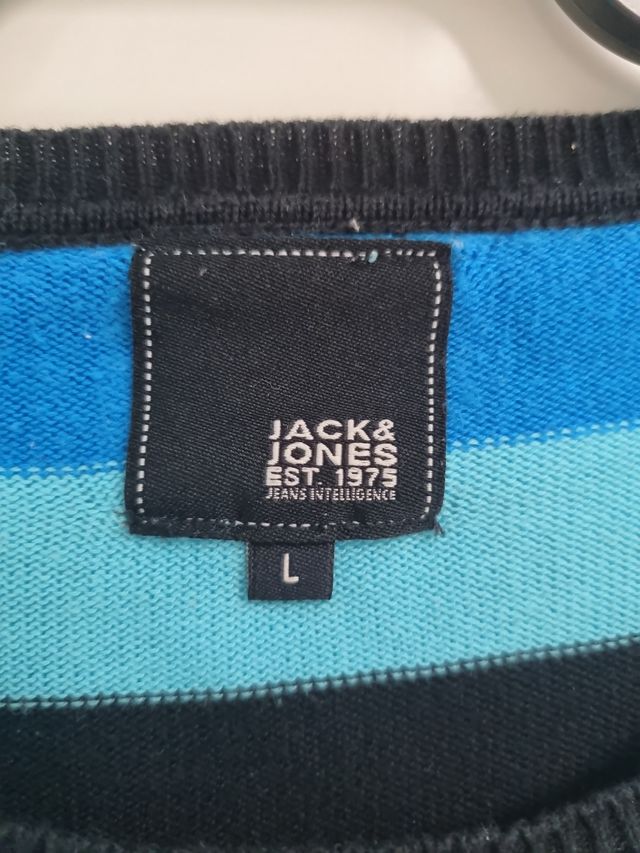 JACK&
JONES
EST. 1975
JEANS INTELLIGENCE
L